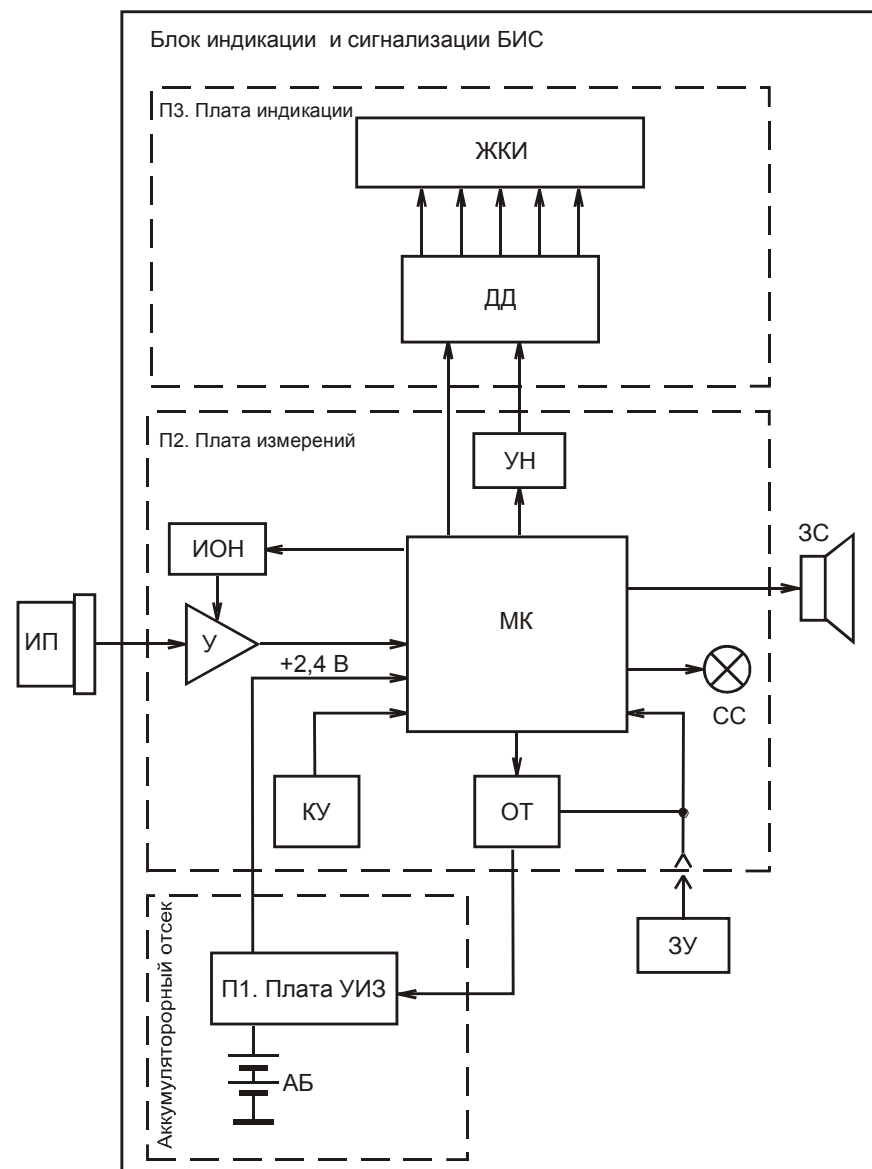 Блок индикации и сигнализации БИС
П3. Плата индикации
ЖКИ
ДД
П2. Плата измерений
УН
ИОН
ЗС
МК
ИП
У
+2,4 В
СС
КУ
ОТ
ЗУ
Аккумуляторорный отсек
П1. Плата УИЗ
АБ